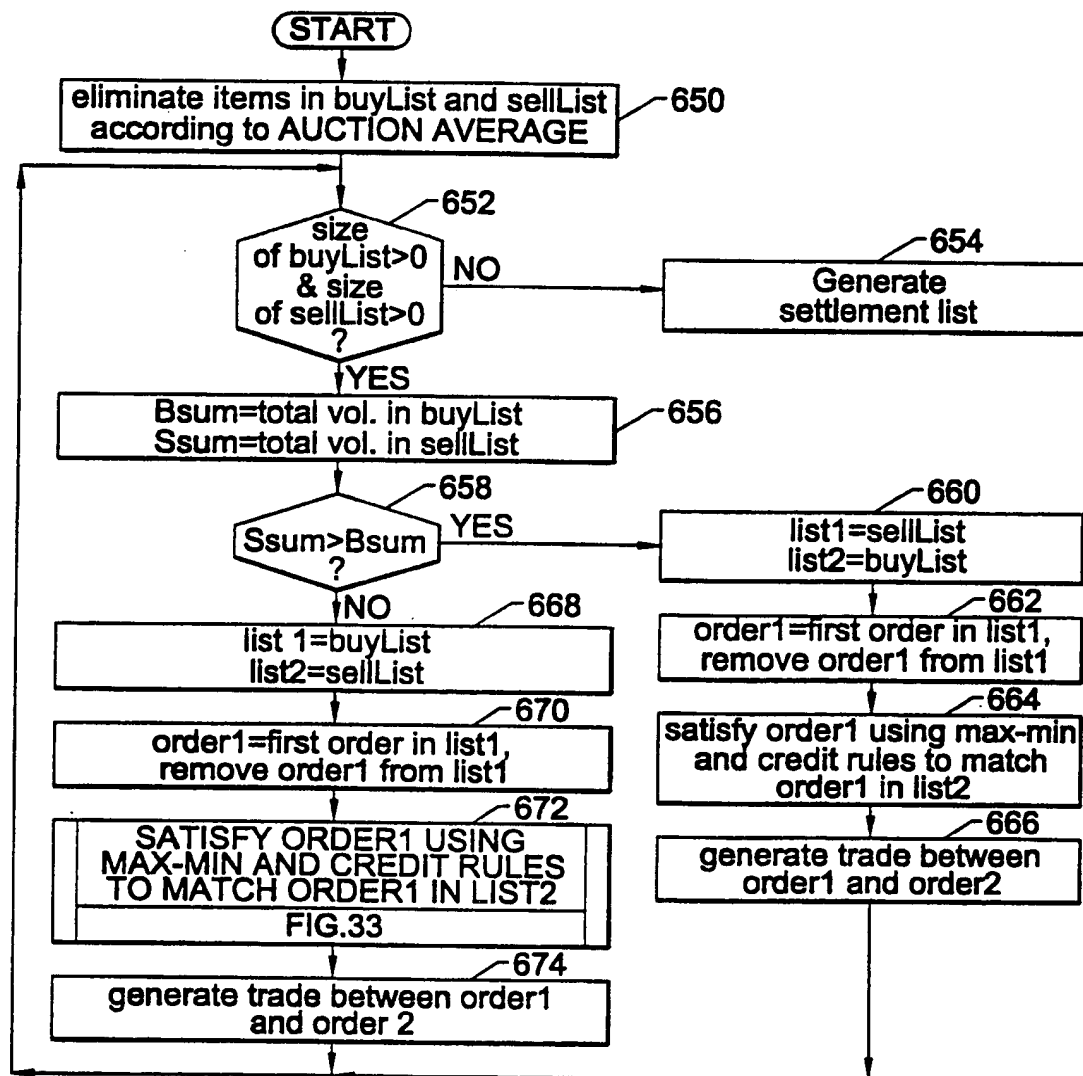 START
eliminate items in buyList and sellList
according to AUCTION AVERAGE
650
652
size
of buyList>0
& size
of sellList>0
?
NO
654
Generate
settlement list
YES
Bsum=total vol. in buyList
Ssum=total vol. in sellList
656
658
Ssum>Bsum
?
YES
660
list1=sellList
list2=buyList
NO
668
list 1=buyList
list2=sellList
662
order1=first order in list1,
remove order1 from list1
670
order1=first order in list1,
remove order1 from list1
664
satisfy order1 using max-min
and credit rules to match
order1 in list2
672
SATISFY ORDER1 USING
MAX-MIN AND CREDIT RULES
TO MATCH ORDER1 IN LIST2
FIG.33
666
generate trade between
order1 and order2
674
generate trade between order1
and order 2